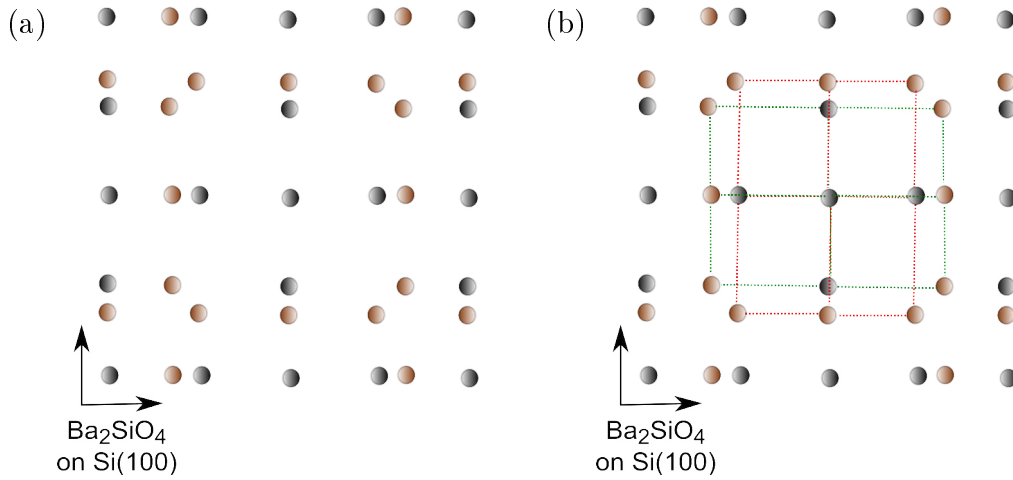 (a)
(b)
Ba₂SiO₄
on Si(100)
Ba₂SiO₄
on Si(100)